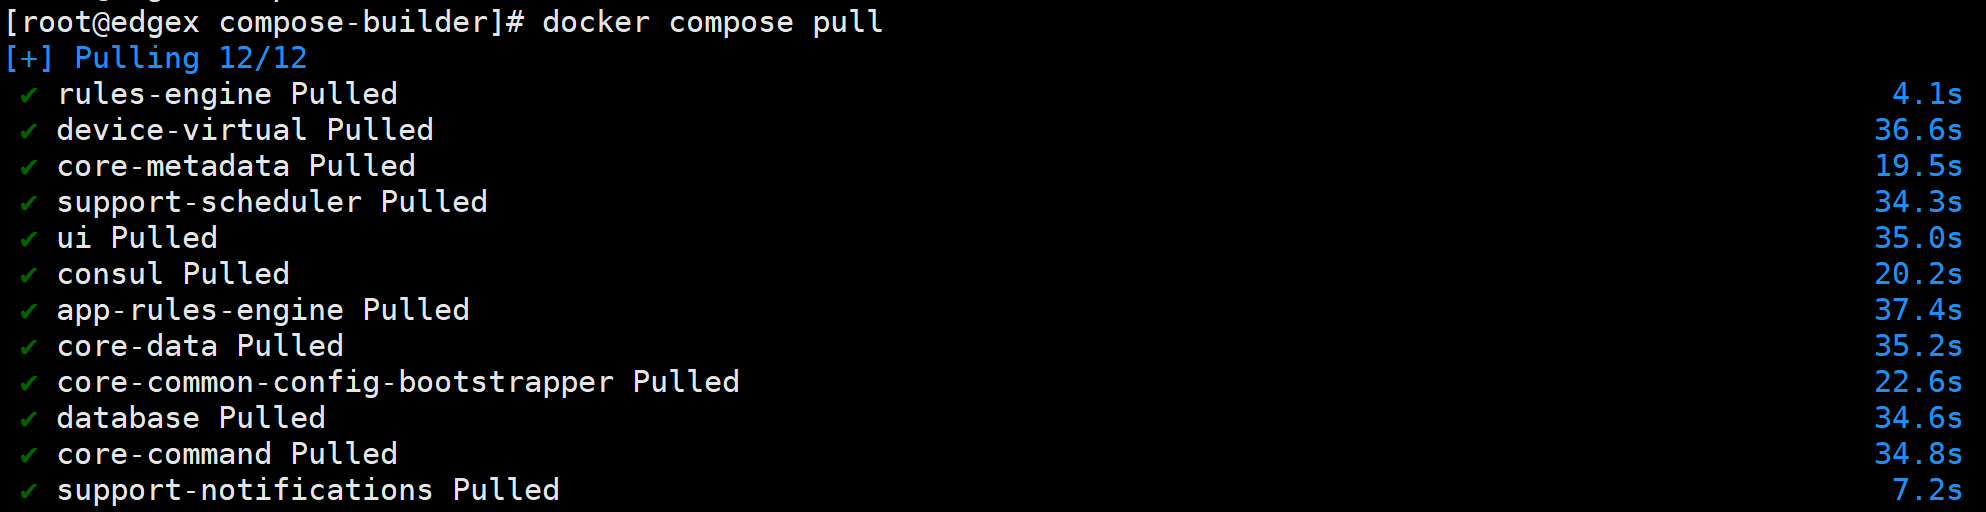 [root@edgex compose-builder]# docker compose pull
[+] Pulling 12/12
✔ rules-engine Pulled 4.1s
✔ device-virtual Pulled 36.6s
✔ core-metadata Pulled 19.5s
✔ support-scheduler Pulled 34.3s
✔ ui Pulled 35.0s
✔ consul Pulled 20.2s
✔ app-rules-engine Pulled 37.4s
✔ core-data Pulled 35.2s
✔ core-common-config-bootstrapper Pulled 22.6s
✔ database Pulled 34.6s
✔ core-command Pulled 34.8s
✔ support-notifications Pulled 7.2s